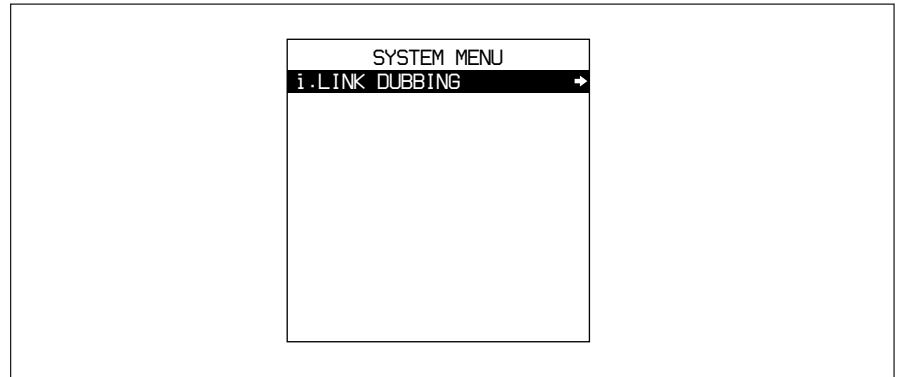 SYSTEM MENU
i.LINK DUBBING →